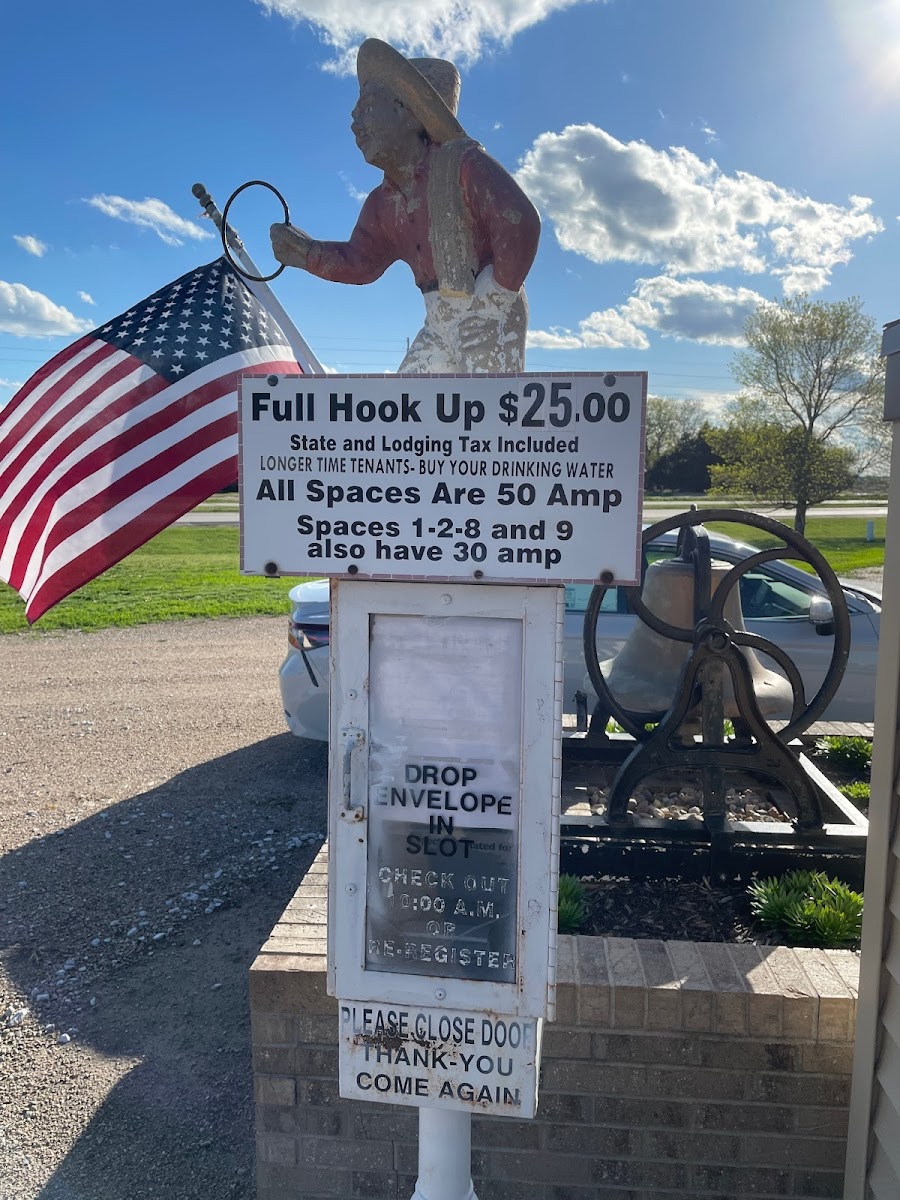 Full Hook Up $25.00
State and Lodging Tax Included
LONGER TIME TENANTS- BUY YOUR DRINKING WATER
All Spaces Are 50 Amp
Spaces 1-2-8 and 9
also have 30 amp
DROP
ENVELOPE
IN
SLOT
CHECK OUT
10:00 A.M.
OR
RE-REGISTER
PLEASE CLOSE DOOR
THANK-YOU
COME AGAIN